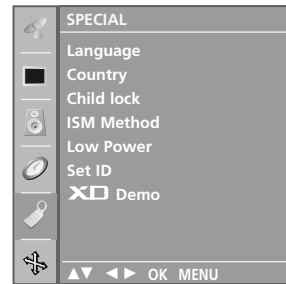 SPECIAL
Language
Country
Child lock
ISM Method
Low Power
Set ID
XD Demo
▲▼ ◄► OK MENU